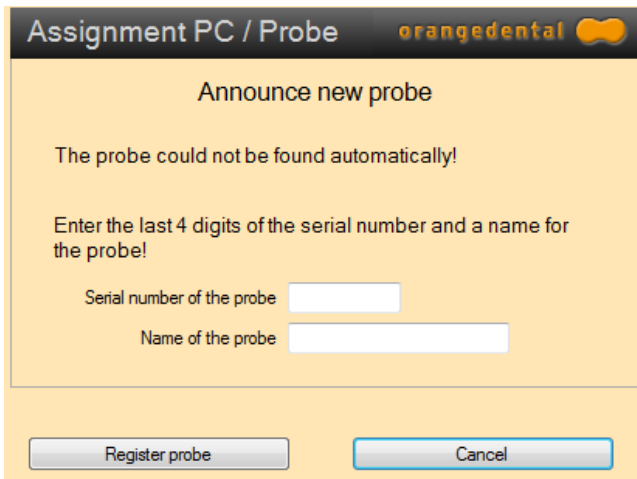 Assignment PC / Probe
orangedental
Announce new probe
The probe could not be found automatically!
Enter the last 4 digits of the serial number and a name for
the probe!
Serial number of the probe
Name of the probe
Register probe
Cancel